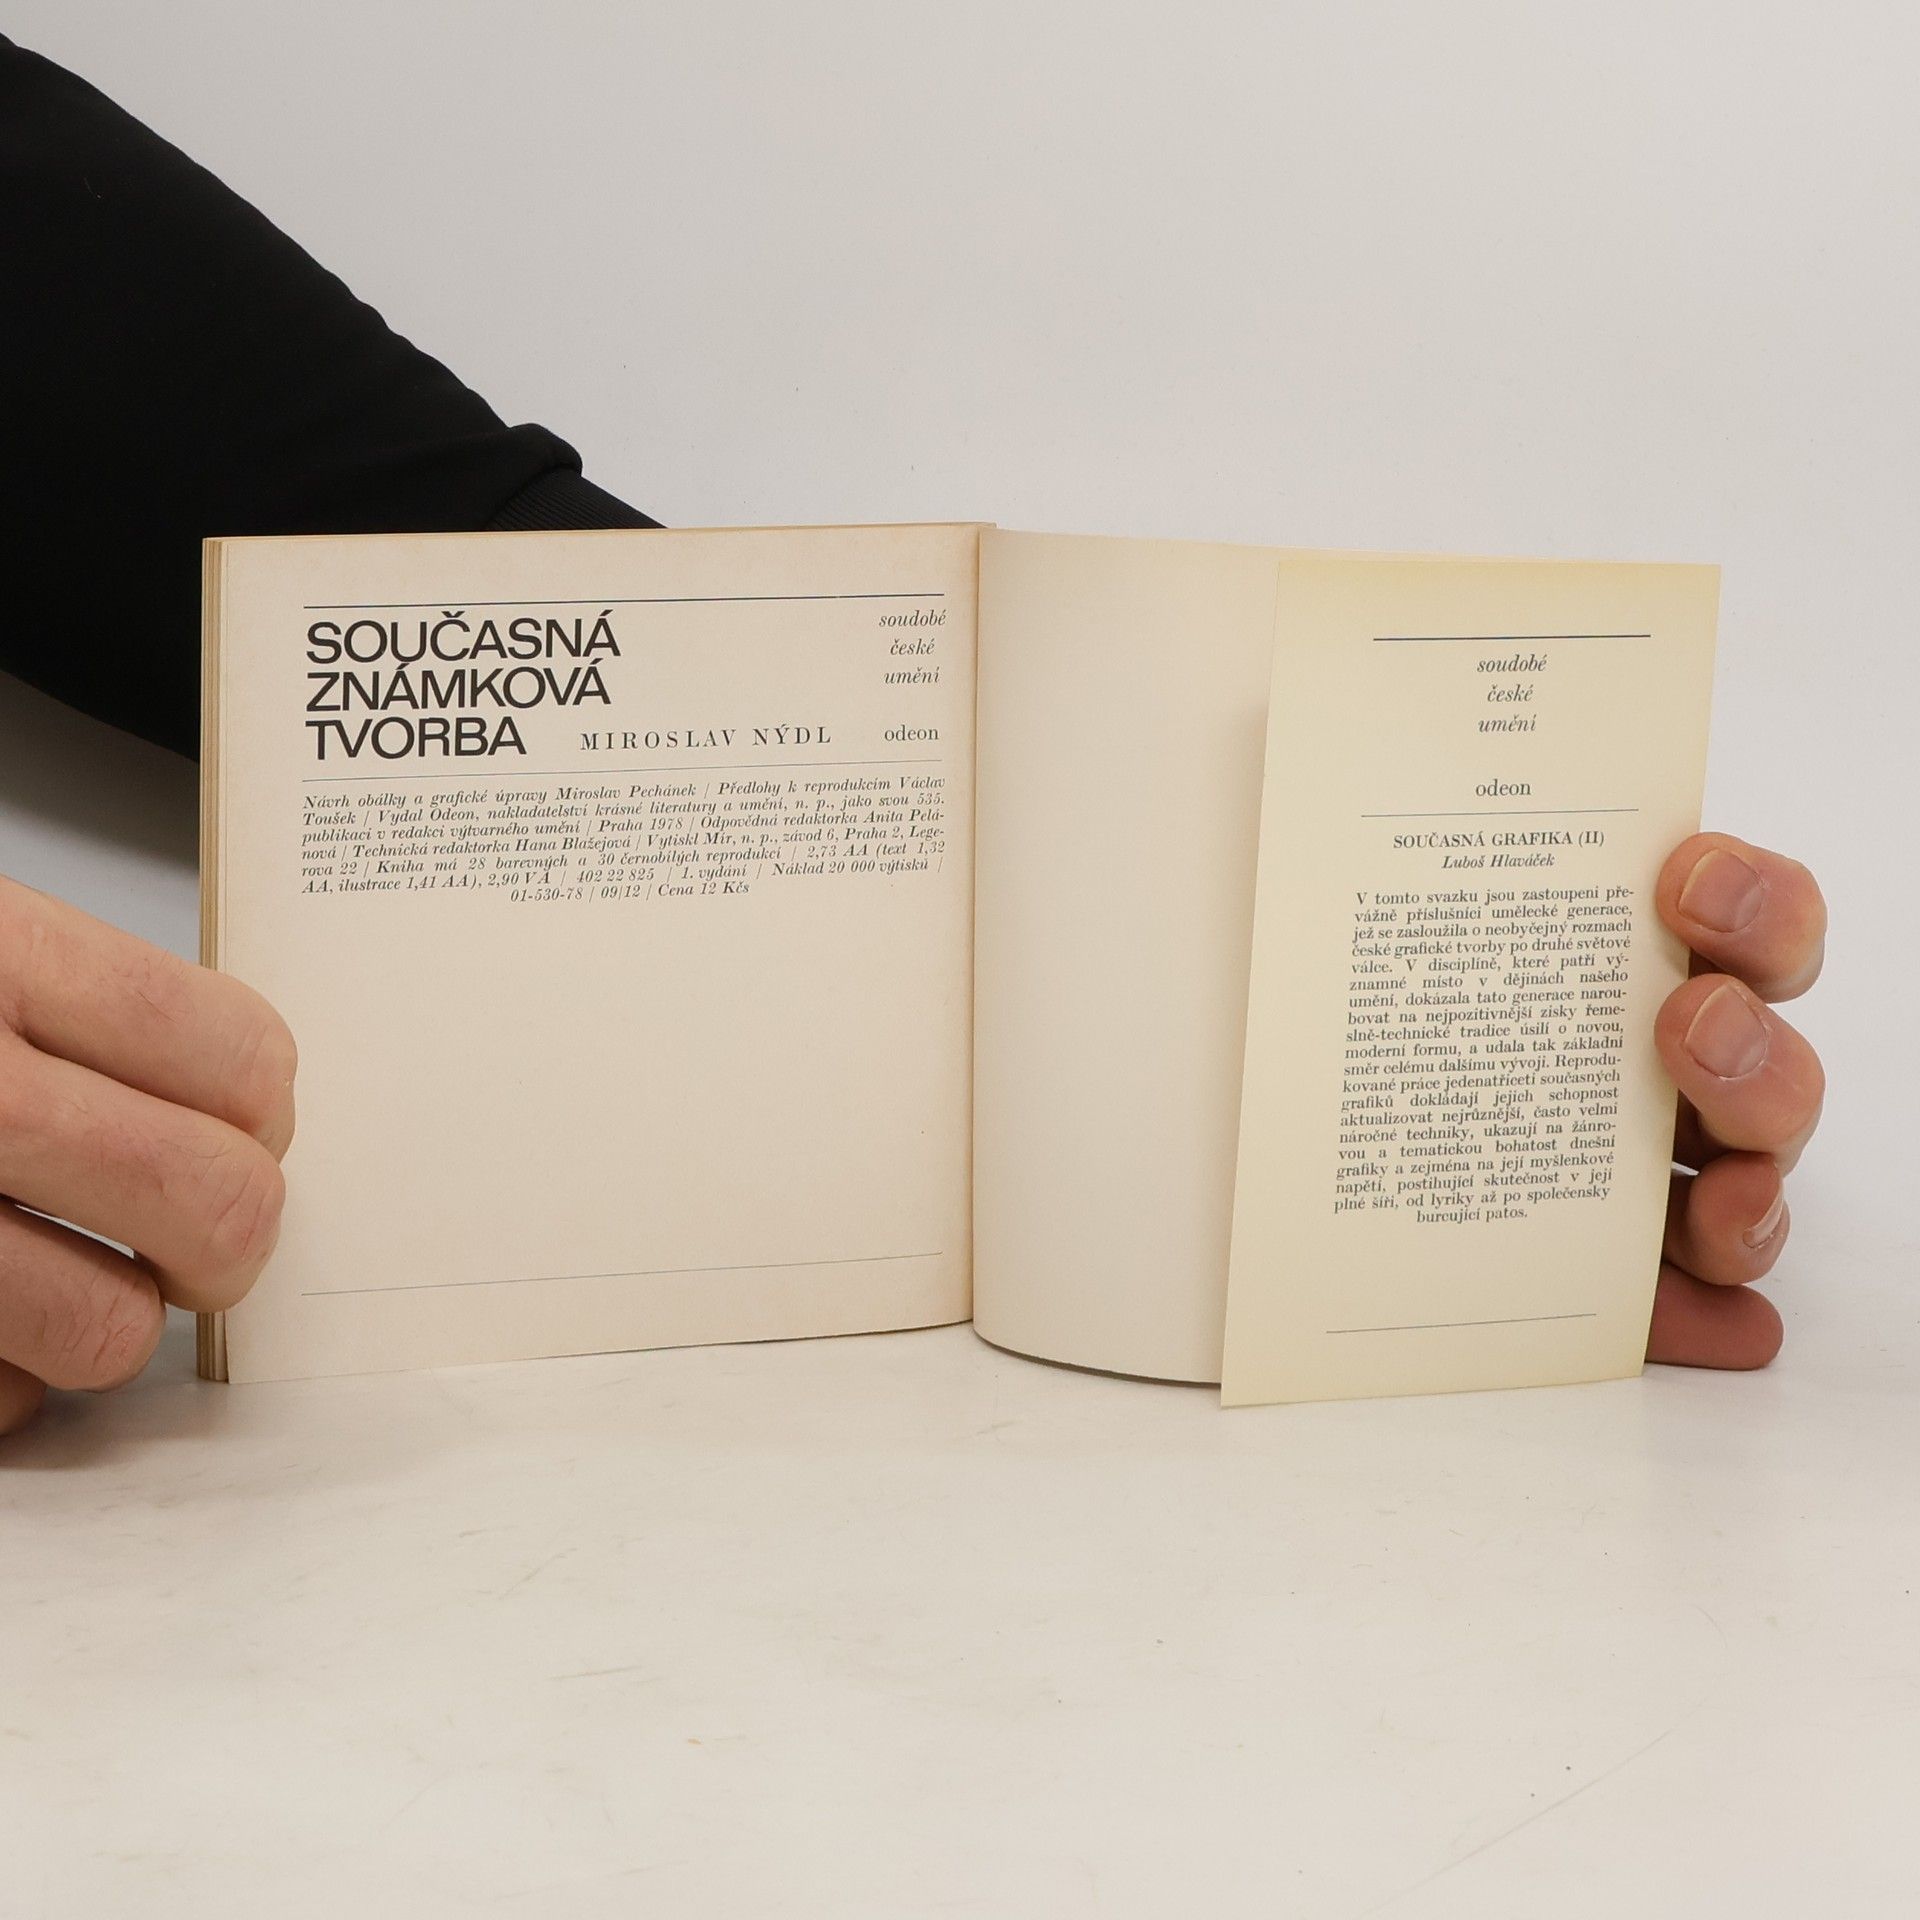 SOUČASNÁ
ZNÁMKOVÁ
TVORBA
MIROSLAV NÝDL
soudobé
české
umění
odeon
Návrh obálky a grafické úpravy Miroslav Pechánek | Předlohy k reprodukcím Václav
Toušek | Vydal Odeon, nakladatelství krásné literatury a umění, n. p., jako svou 535.
publikaci v redakci výtvarného umění | Praha 1978 | Odpovědná redaktorka Anita Pelá-
nová | Technická redaktorka Hana Blažejová | Vytiskl Mír, n. p., závod 6, Praha 2, Lege-
rova 22 | Kniha má 28 barevných a 30 černobílých reprodukcí | 2,73 AA (text 1,32
AA, ilustrace 1,41 AA), 2,90 VA | 402 22 825 | 1. vydání | Náklad 20 000 výtisků |
01-530-78 | 09/12 | Cena 12 Kčs
soudobé
české
umění
odeon
SOUČASNÁ GRAFIKA (II)
Luboš Hlaváček
V tomto svazku jsou zastoupeni pře-
vážně příslušníci umělecké generace,
jež se zasloužila o neobyčejný rozmach
české grafické tvorby po druhé světové
válce. V disciplíně, které patří vý-
znamné místo v dějinách našeho
umění, dokázala tato generace narou-
bovat na nejpozitivnější zisky řeme-
slně-technické tradice úsilí o novou,
moderní formu, a udala tak základní
směr celému dalšímu vývoji. Reprodu-
kované práce jedenatřiceti současných
grafiků dokládají jejich schopnost
aktualizovat nejrůznější, často velmi
náročné techniky, ukazují na žánro-
vou a tematickou bohatost dnešní
grafiky a zejména na její myšlenkové
napětí, postihující skutečnost v její
plné šíři, od lyriky až po společensky
burcující patos.